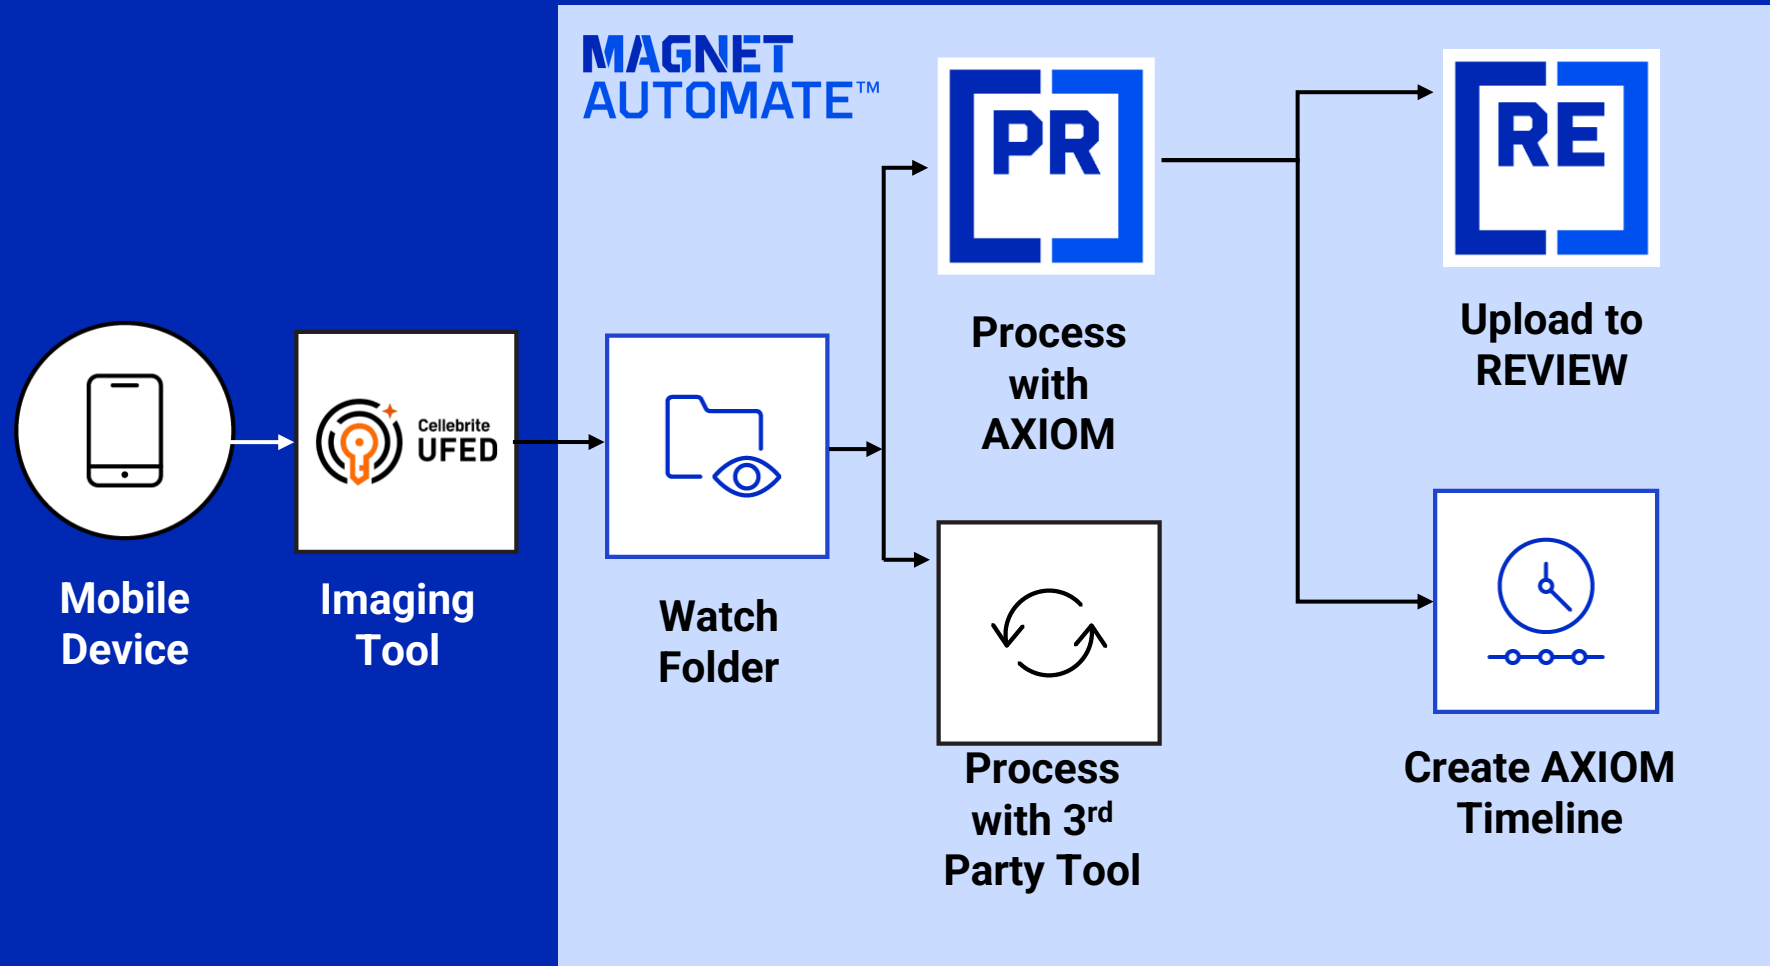 MAGNET
AUTOMATE™
PR
RE
Process
with
AXIOM
Upload to
REVIEW
Cellebrite
UFED
Mobile
Device
Imaging
Tool
Watch
Folder
Process
with 3rd
Party Tool
Create AXIOM
Timeline